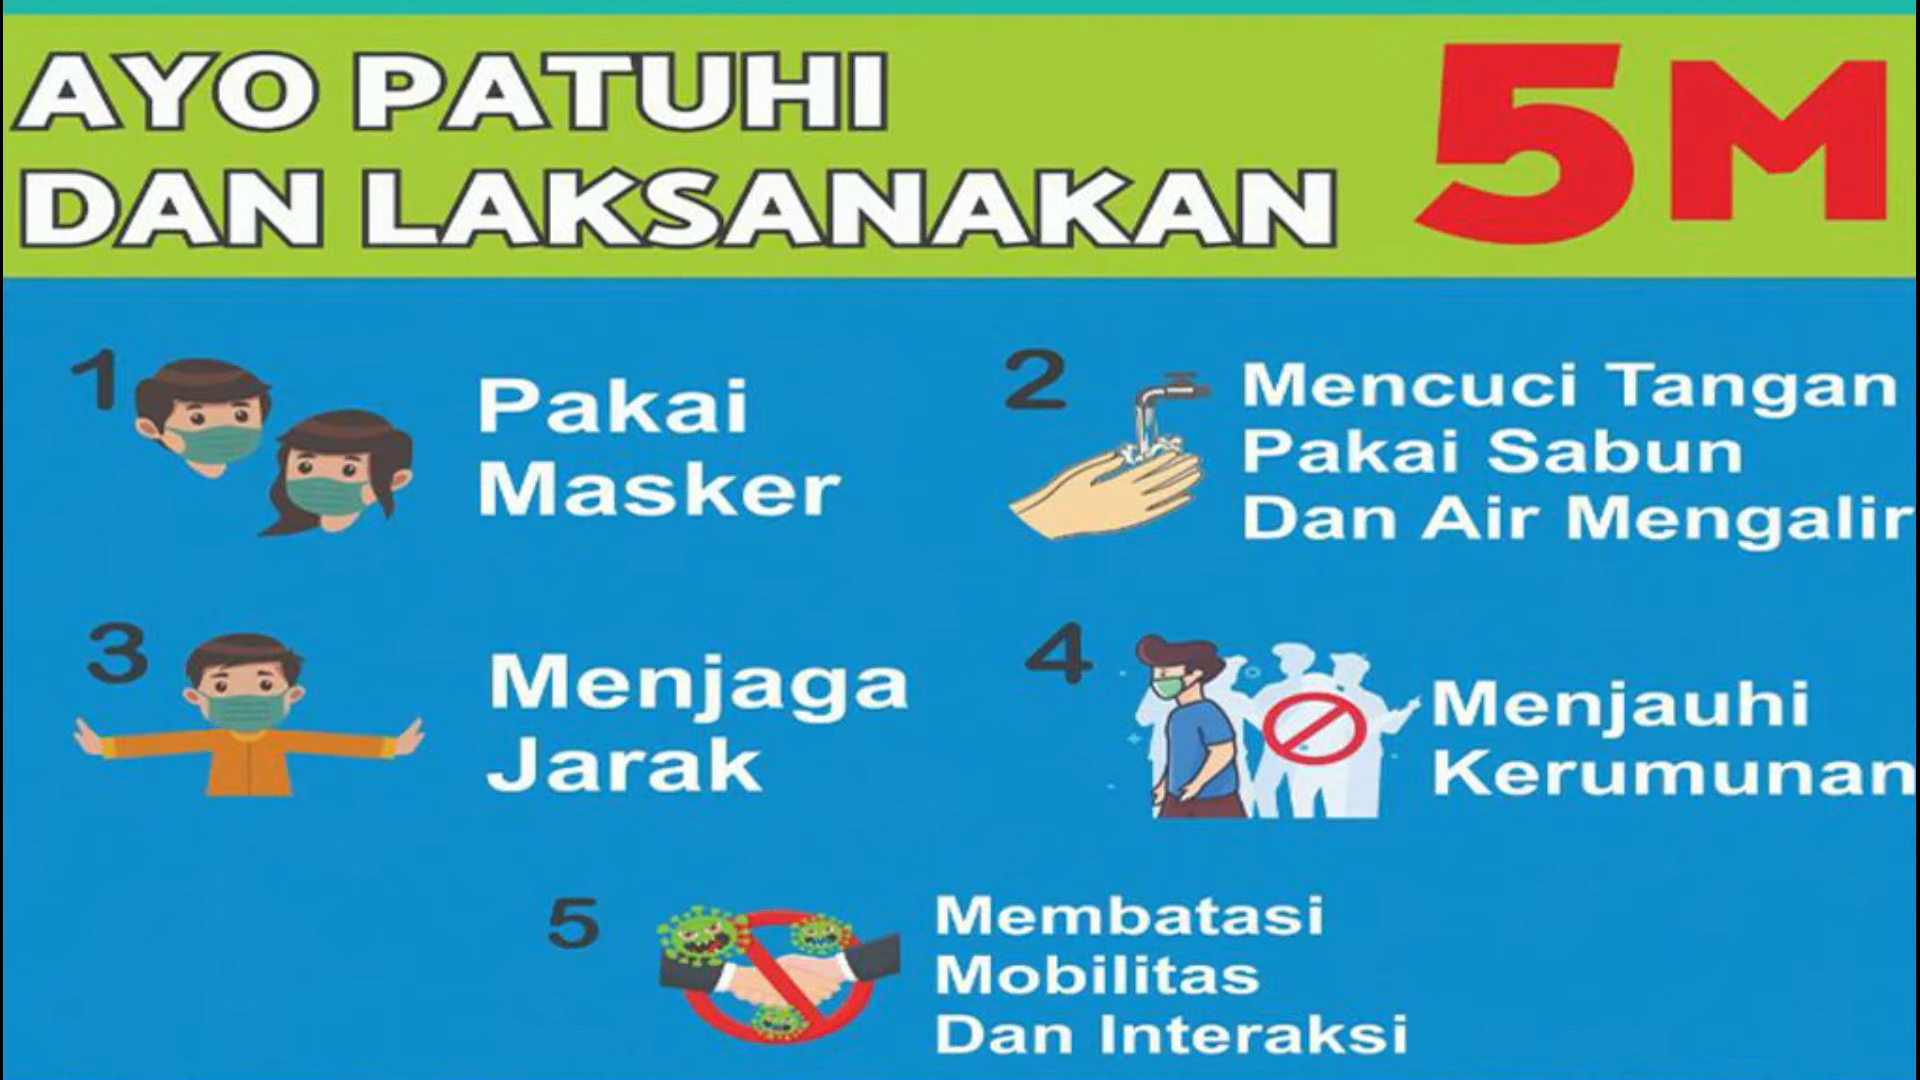 AYO PATUHI
DAN LAKSANAKAN
5M
1
Pakai
Masker
2
Mencuci Tangan
Pakai Sabun
Dan Air Mengalir
3
Menjaga
Jarak
4
Menjauhi
Kerumunan
5
Membatasi
Mobilitas
Dan Interaksi